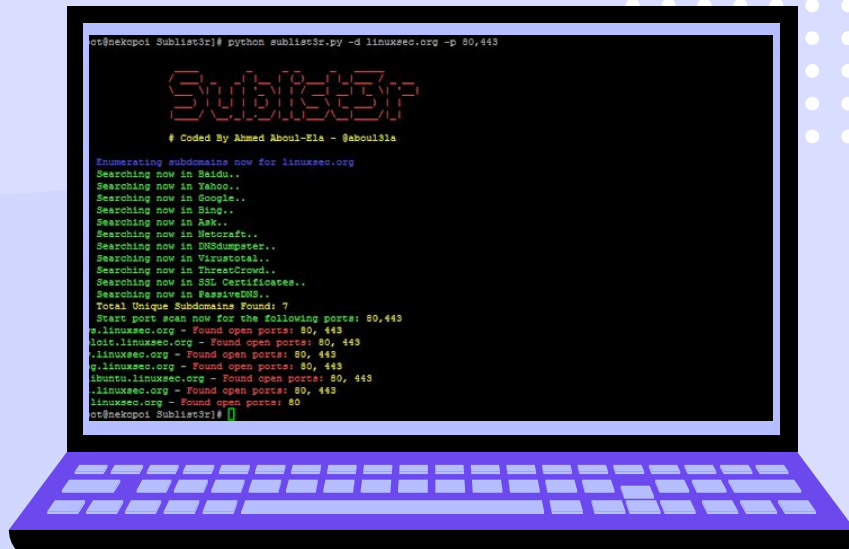 ot@nekopoi Sublist3r]# python sublist3r.py -d linuxsec.org -p 80,443
Sublist3r
# Coded By Ahmed Aboul-Ela - @aboul3la
Enumerating subdomains now for linuxsec.org
Searching now in Baidu..
Searching now in Yahoo..
Searching now in Google..
Searching now in Bing..
Searching now in Ask..
Searching now in Netcraft..
Searching now in DNSdumpster..
Searching now in Virustotal..
Searching now in ThreatCrowd..
Searching now in SSL Certificates..
Searching now in PassiveDNS..
Total Unique Subdomains Found: 7
Start port scan now for the following ports: 80,443
s.linuxsec.org - Found open ports: 80, 443
loit.linuxsec.org - Found open ports: 80, 443
.linuxsec.org - Found open ports: 80, 443
g.linuxsec.org - Found open ports: 80, 443
ibuntu.linuxsec.org - Found open ports: 80, 443
.linuxsec.org - Found open ports: 80, 443
linuxsec.org - Found open ports: 80
ot@nekopoi Sublist3r]#